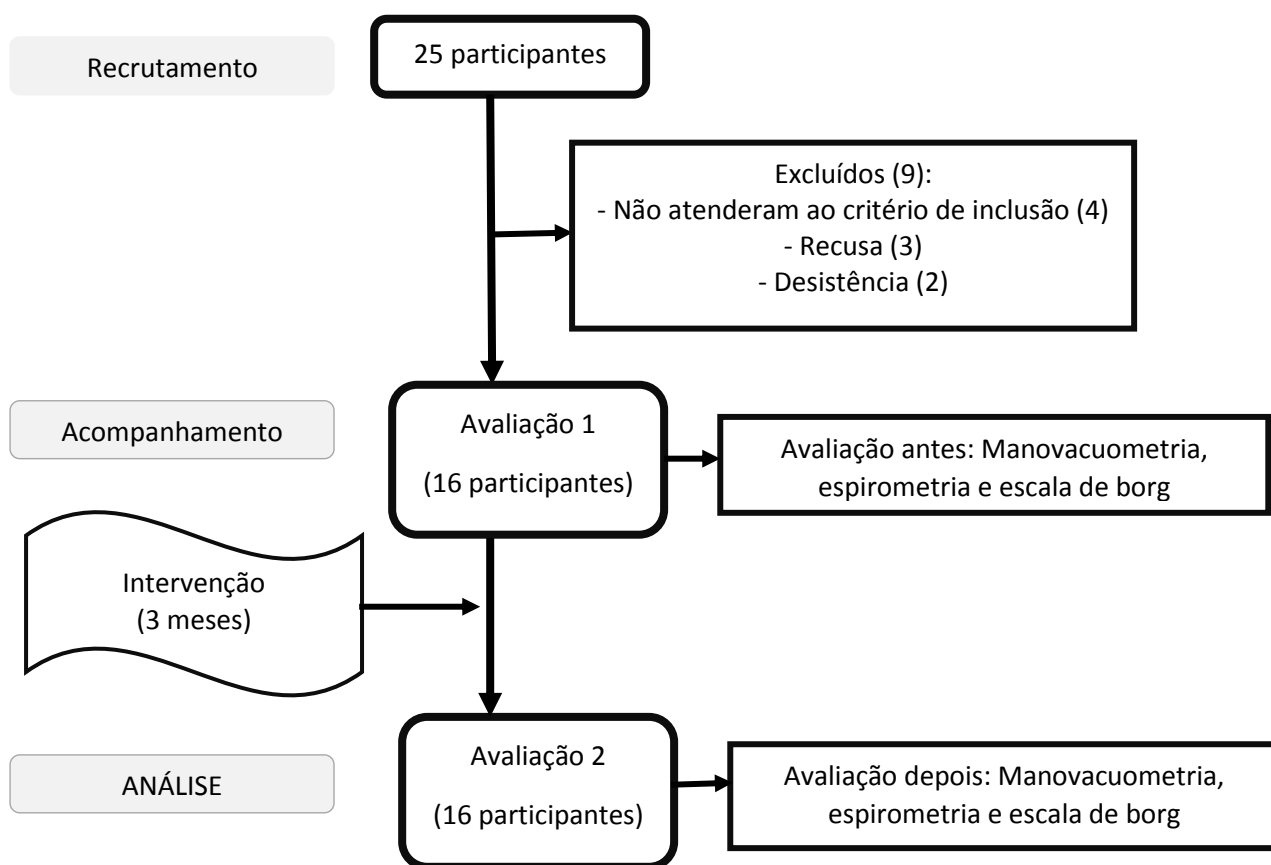 Recrutamento
25 participantes
Excluídos (9):
- Não atenderam ao critério de inclusão (4)
- Recusa (3)
- Desistência (2)
Acompanhamento
Avaliação 1
(16 participantes)
Avaliação antes: Manovacuometria,
espirometria e escala de borg
Intervenção
(3 meses)
ANÁLISE
Avaliação 2
(16 participantes)
Avaliação depois: Manovacuometria,
espirometria e escala de borg